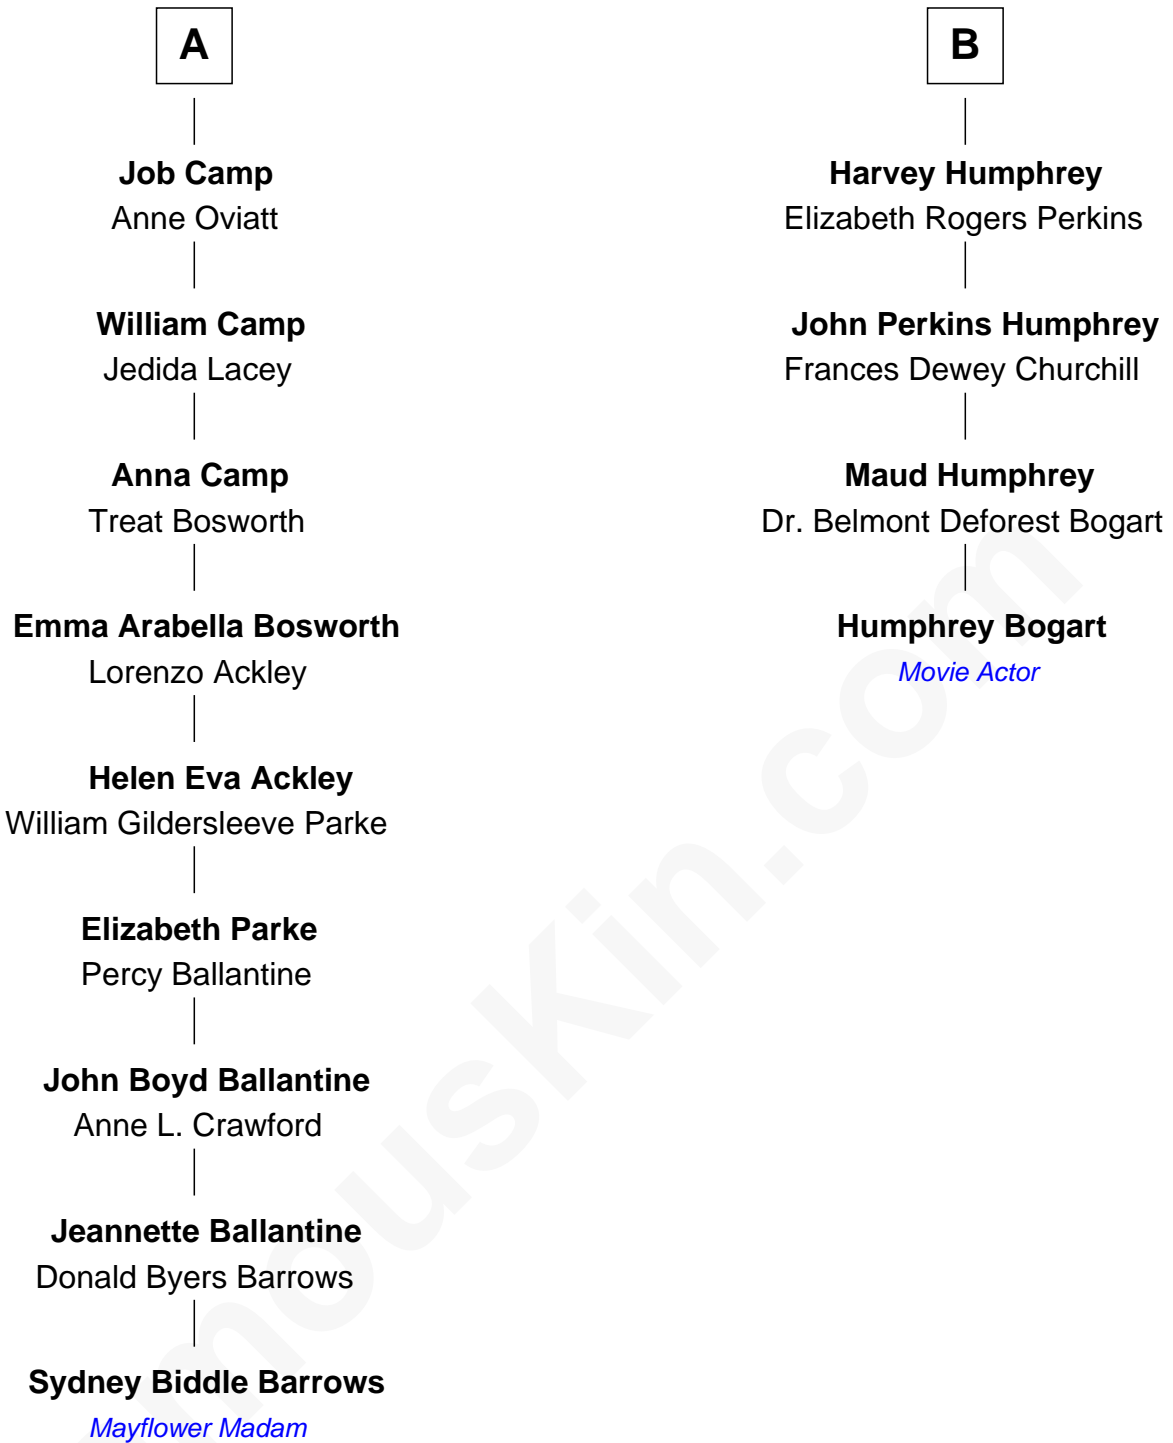 A
Job Camp
Anne Oviatt
William Camp
Jedida Lacey
Anna Camp
Treat Bosworth
Emma Arabella Bosworth
Lorenzo Ackley
Helen Eva Ackley
William Gildersleeve Parke
Elizabeth Parke
Percy Ballantine
John Boyd Ballantine
Anne L. Crawford
Jeannette Ballantine
Donald Byers Barrows
Sydney Biddle Barrows
Mayflower Madam
B
Harvey Humphrey
Elizabeth Rogers Perkins
John Perkins Humphrey
Frances Dewey Churchill
Maud Humphrey
Dr. Belmont Deforest Bogart
Humphrey Bogart
Movie Actor
mousKin.com